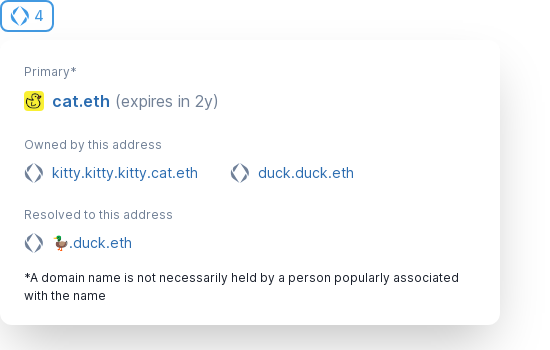 4
Primary*
cat.eth (expires in 2y)
Owned by this address
kitty.kitty.kitty.cat.eth duck.duck.eth
Resolved to this address
🦆.duck.eth
*A domain name is not necessarily held by a person popularly associated
with the name